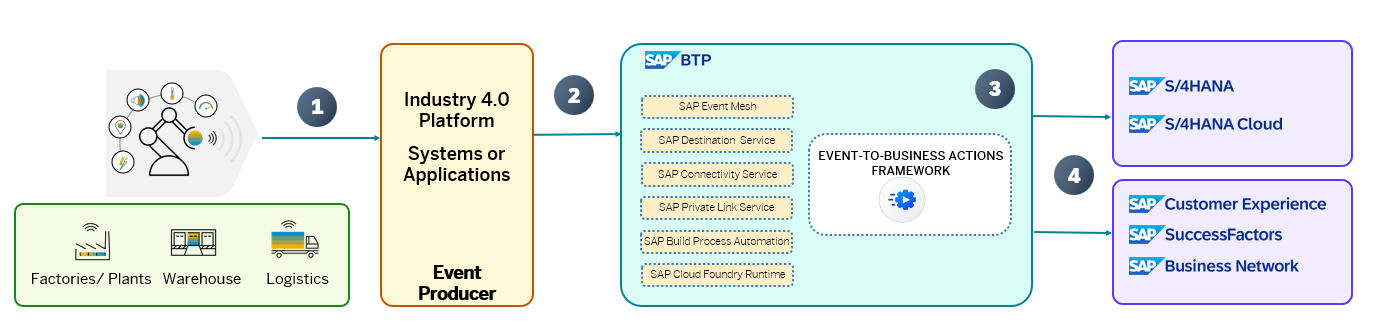 1
Factories/ Plants
Warehouse
Logistics
Industry 4.0
Platform
Systems or
Applications
Event
Producer
2
SAP BTP
SAP Event Mesh
SAP Destination Service
SAP Connectivity Service
SAP Private Link Service
SAP Build Process Automation
SAP Cloud Foundry Runtime
EVENT-TO-BUSINESS ACTIONS
FRAMEWORK
3
4
SAP S/4HANA
SAP S/4HANA Cloud
SAP Customer Experience
SAP SuccessFactors
SAP Business Network